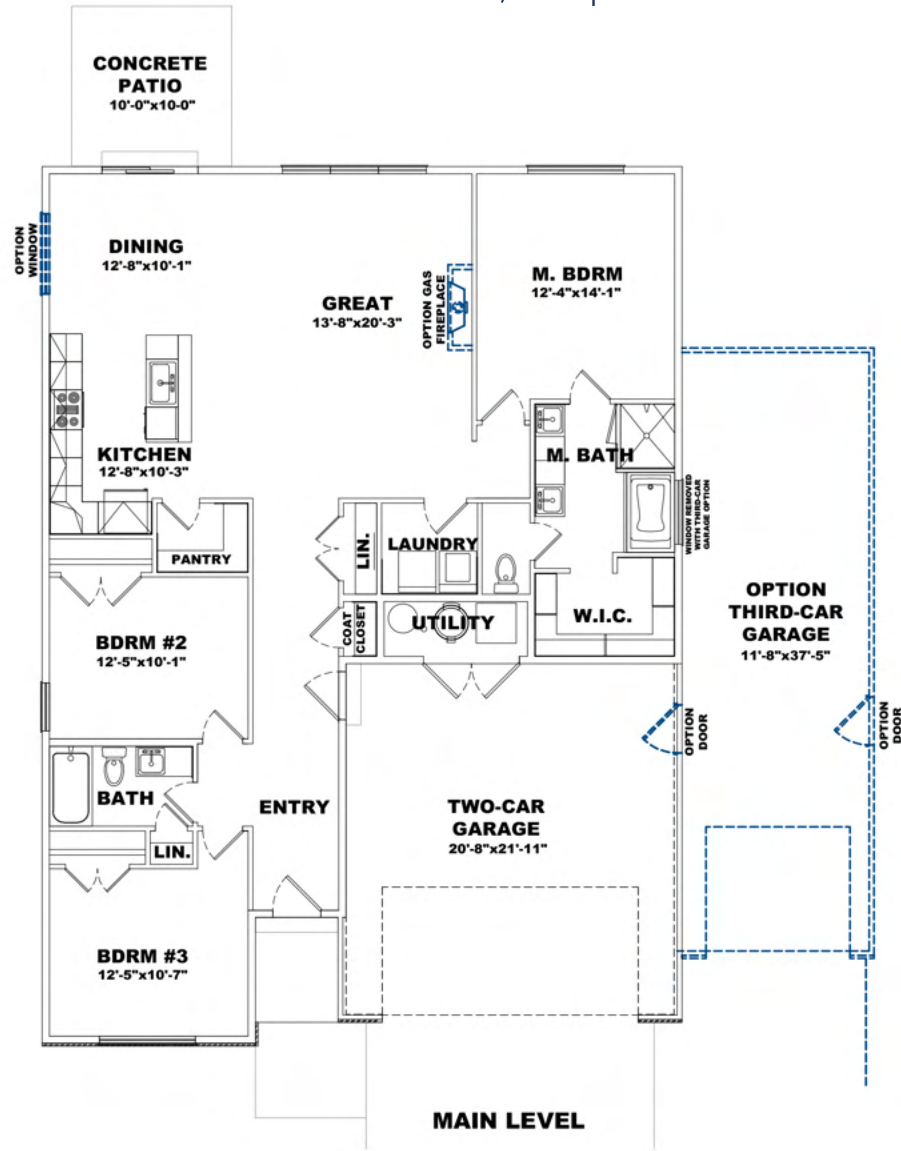 CONCRETE
PATIO
10'-0"x10-0"
OPTION
WINDOW
DINING
12'-8"x10'-1"
GREAT
13'-8"x20'-3"
OPTION GAS
FIREPLACE
M. BDRM
12'-4"x14'-1"
KITCHEN
12'-8"x10'-3"
M. BATH
WINDOW REMOVED
WITH THIRD-CAR
GARAGE OPTION
PANTRY
LIN.
LAUNDRY
BDRM #2
12'-5"x10'-1"
COAT
CLOSET
UTILITY
W.I.C.
OPTION
THIRD-CAR
GARAGE
11'-8"x37'-5"
OPTION
DOOR
OPTION
DOOR
BATH
ENTRY
TWO-CAR
GARAGE
20'-8"x21'-11"
LIN.
BDRM #3
12'-5"x10'-7"
MAIN LEVEL